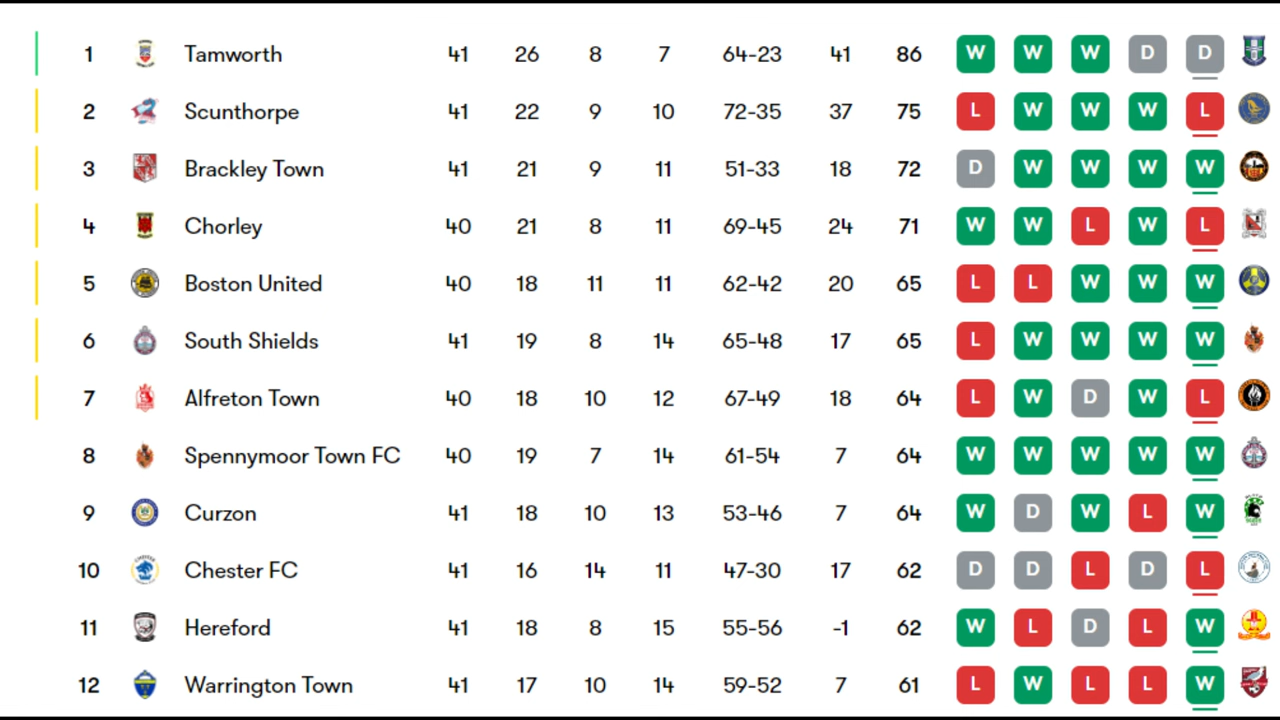 1 Tamworth 41 26 8 7 64-23 41 86 W W W D D
2 Scunthorpe 41 22 9 10 72-35 37 75 L W W W L
3 Brackley Town 41 21 9 11 51-33 18 72 D W W W W
4 Chorley 40 21 8 11 69-45 24 71 W W L W L
5 Boston United 40 18 11 11 62-42 20 65 L L W W W
6 South Shields 41 19 8 14 65-48 17 65 L W W W W
7 Alfreton Town 40 18 10 12 67-49 18 64 L W D W L
8 Spennymoor Town FC 40 19 7 14 61-54 7 64 W W W W W
9 Curzon 41 18 10 13 53-46 7 64 W D W L W
10 Chester FC 41 16 14 11 47-30 17 62 D D L D L
11 Hereford 41 18 8 15 55-56 -1 62 W L D L W
12 Warrington Town 41 17 10 14 59-52 7 61 L W L L W